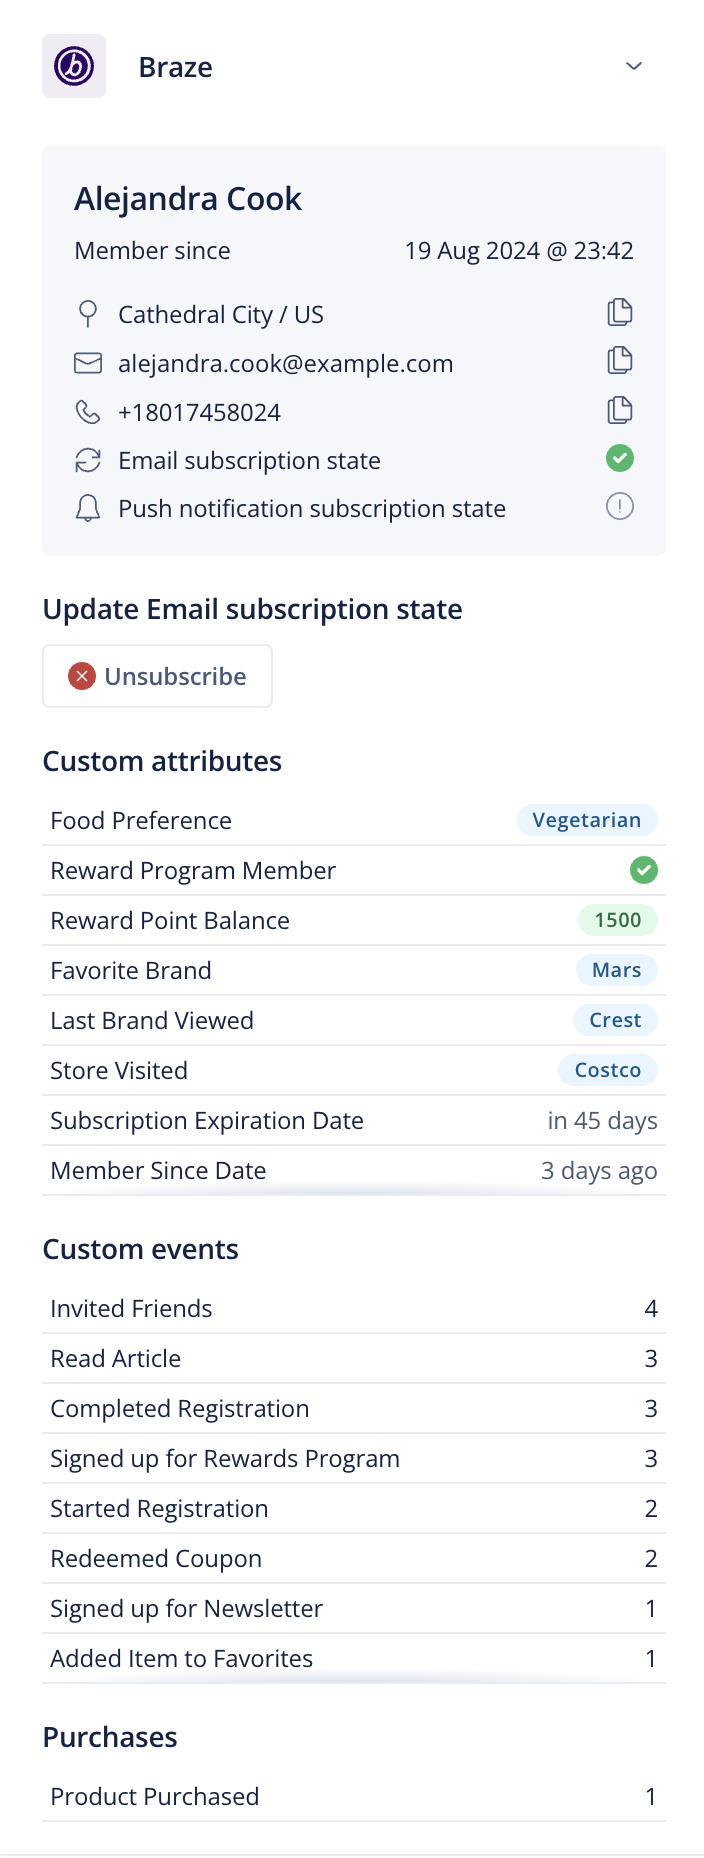 Braze
Alejandra Cook
Member since 19 Aug 2024 @ 23:42
Cathedral City / US
alejandra.cook@example.com
+18017458024
Email subscription state
Push notification subscription state
Update Email subscription state
Unsubscribe
Custom attributes
Food Preference Vegetarian
Reward Program Member
Reward Point Balance 1500
Favorite Brand Mars
Last Brand Viewed Crest
Store Visited Costco
Subscription Expiration Date in 45 days
Member Since Date 3 days ago
Custom events
Invited Friends 4
Read Article 3
Completed Registration 3
Signed up for Rewards Program 3
Started Registration 2
Redeemed Coupon 2
Signed up for Newsletter 1
Added Item to Favorites 1
Purchases
Product Purchased 1